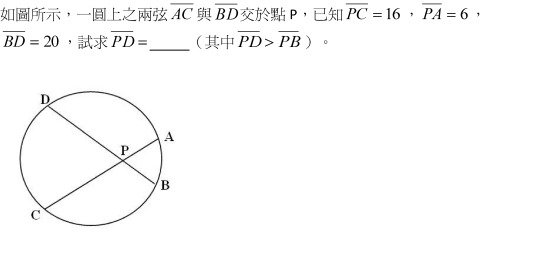 如圖所示，一圓上之兩弦 $\overline{AC}$ 與 $\overline{BD}$ 交於點 P，已知 $\overline{PC}=16$ ， $\overline{PA}=6$ ，
$\overline{BD}=20$ ，試求 $\overline{PD}=$____（其中 $\overline{PD}>\overline{PB}$ ）。
D
A
P
B
C